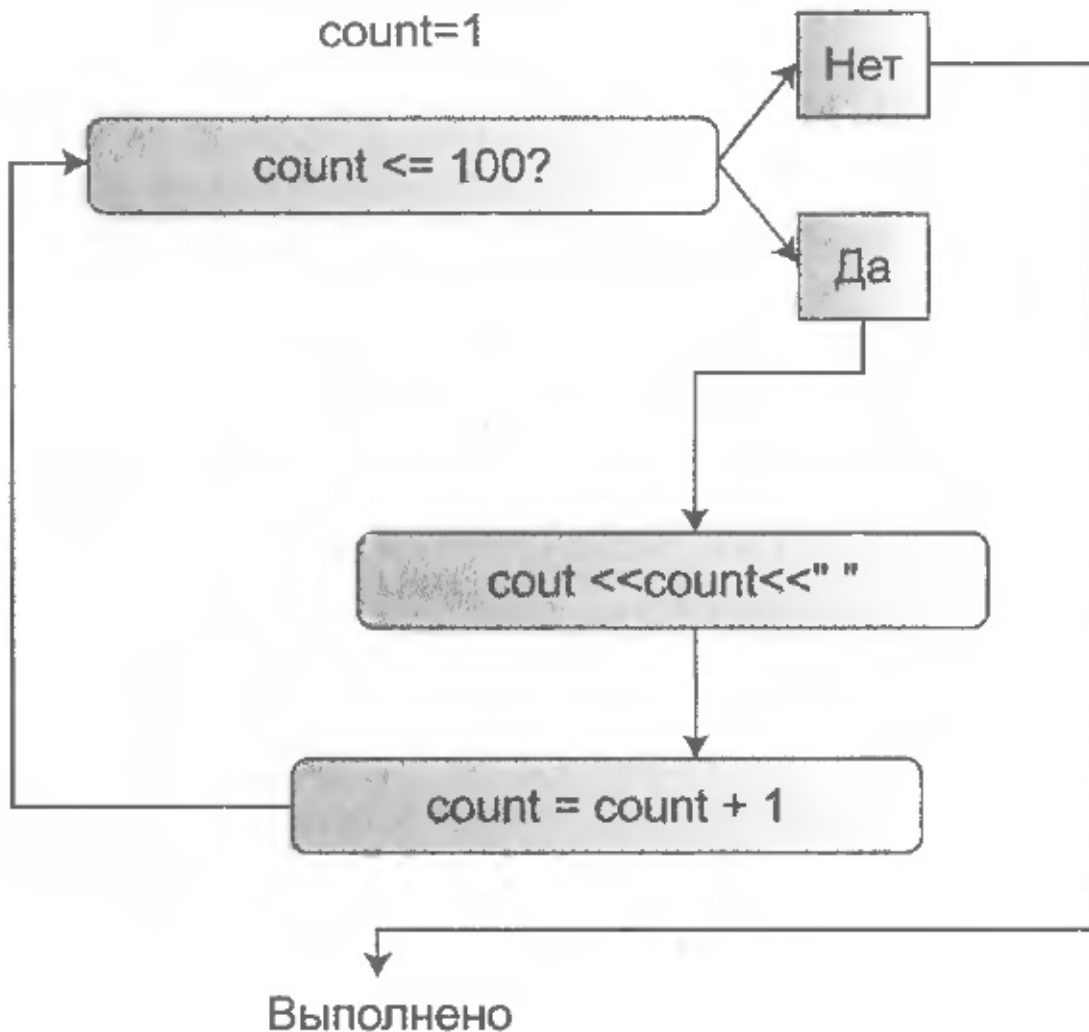 count=1
Нет
count <= 100?
Да
cout <<count<<" "
count = count + 1
Выполнено